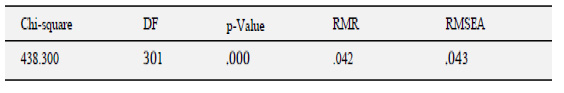 Chi-square DF p-Value RMR RMSEA
438.300 301 .000 .042 .043